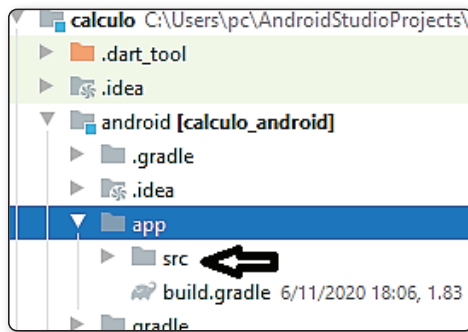 calculo C:\Users\pc\AndroidStudioProjects\
.dart_tool
.idea
android [calculo_android]
.gradle
.idea
app
src
build.gradle 6/11/2020 18:06, 1.83
gradle